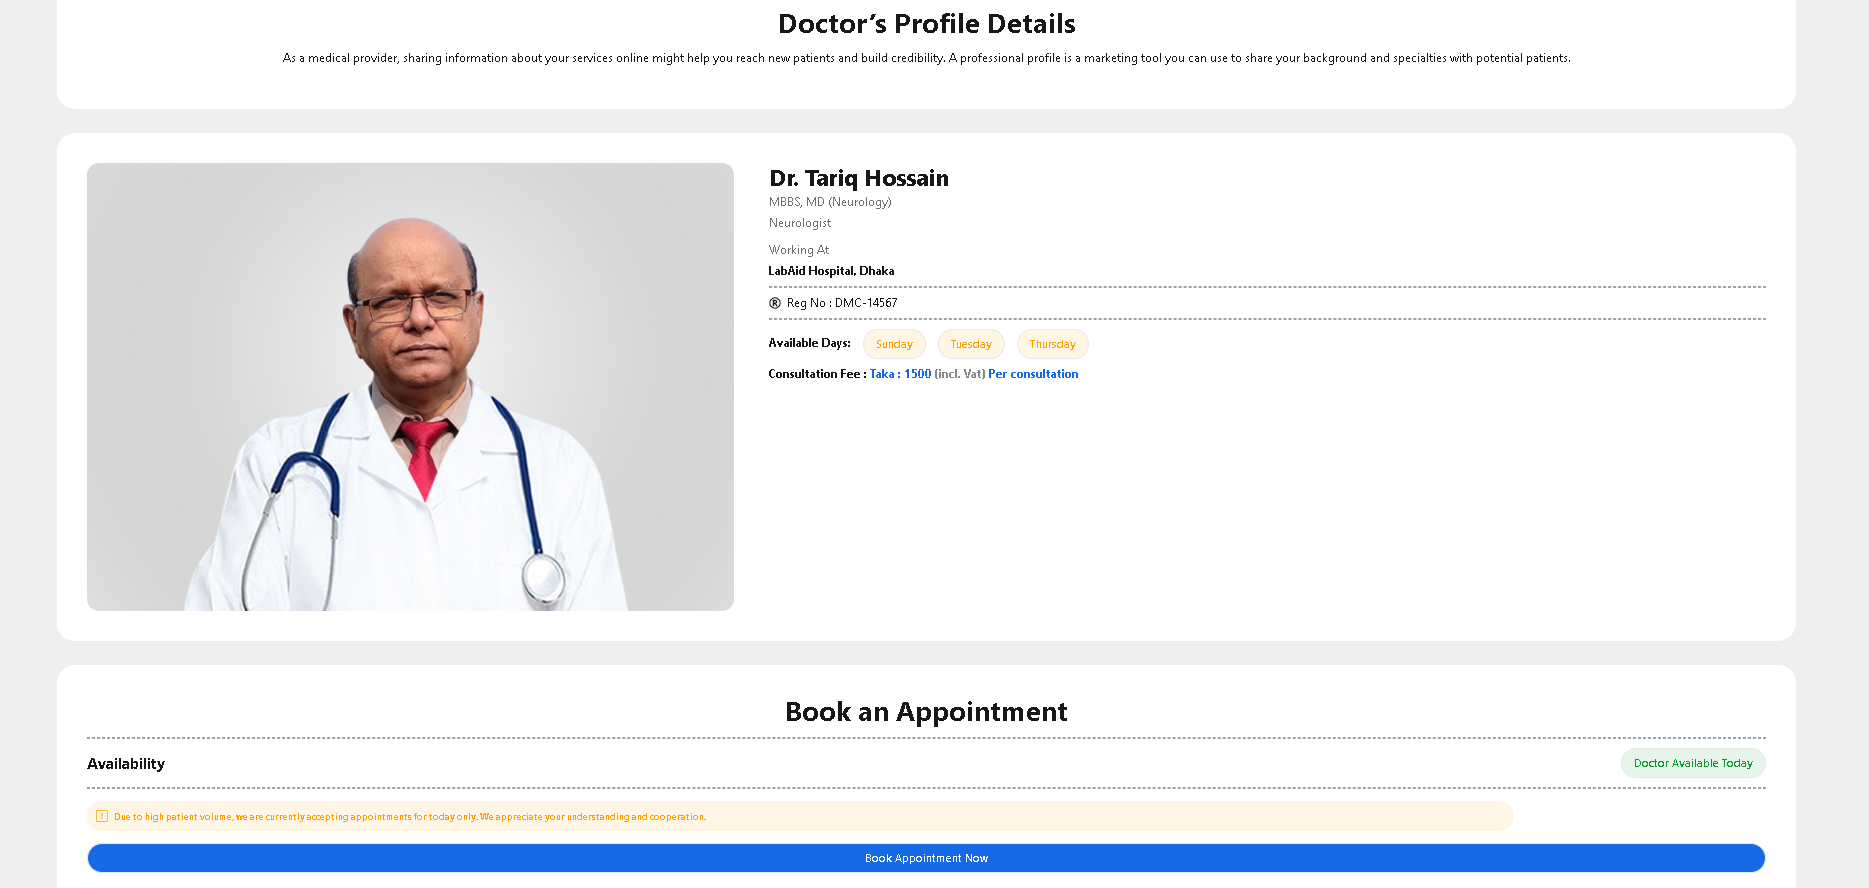 Doctor’s Profile Details
As a medical provider, sharing information about your services online might help you reach new patients and build credibility. A professional profile is a marketing tool you can use to share your background and specialties with potential patients.
Dr. Tariq Hossain
MBBS, MD (Neurology)
Neurologist
Working At
LabAid Hospital, Dhaka
® Reg No : DMC-14567
Available Days: Sunday Tuesday Thursday
Consultation Fee : Taka : 1500 (incl. Vat) Per consultation
Book an Appointment
Availability Doctor Available Today
Due to high patient volume, we are currently accepting appointments for today only. We appreciate your understanding and cooperation.
Book Appointment Now